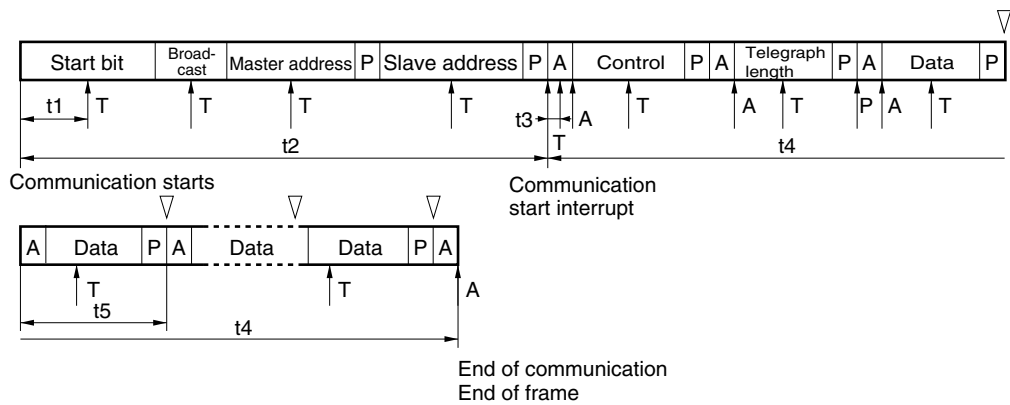 Start bit Broad-cast Master address P Slave address P A Control P A Telegraph length P A Data P
t1 T T T T t3 T A T A T P A T
t2 t4
Communication starts
Communication
start interrupt
A Data P A Data Data P A
T T A
t5
t4
End of communication
End of frame